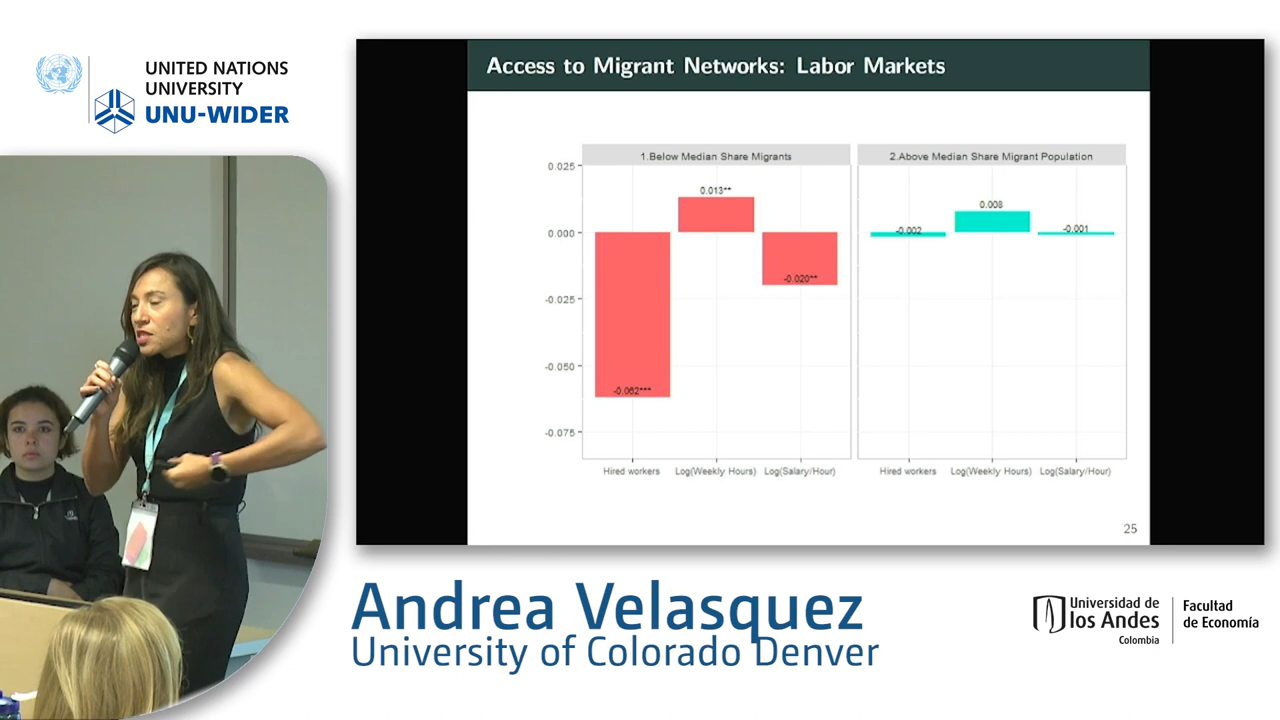 UNITED NATIONS
UNIVERSITY
UNU-WIDER
Access to Migrant Networks: Labor Markets
1.Below Median Share Migrants
2.Above Median Share Migrant Population
0.025
0.000
-0.025
-0.050
-0.075
0.013**
-0.062***
-0.020**
-0.002
0.008
-0.001
Hired workers
Log(Weekly Hours)
Log(Salary/Hour)
Hired workers
Log(Weekly Hours)
Log(Salary/Hour)
25
Andrea Velasquez
University of Colorado Denver
Universidad de
los Andes
Colombia
Facultad
de Economía